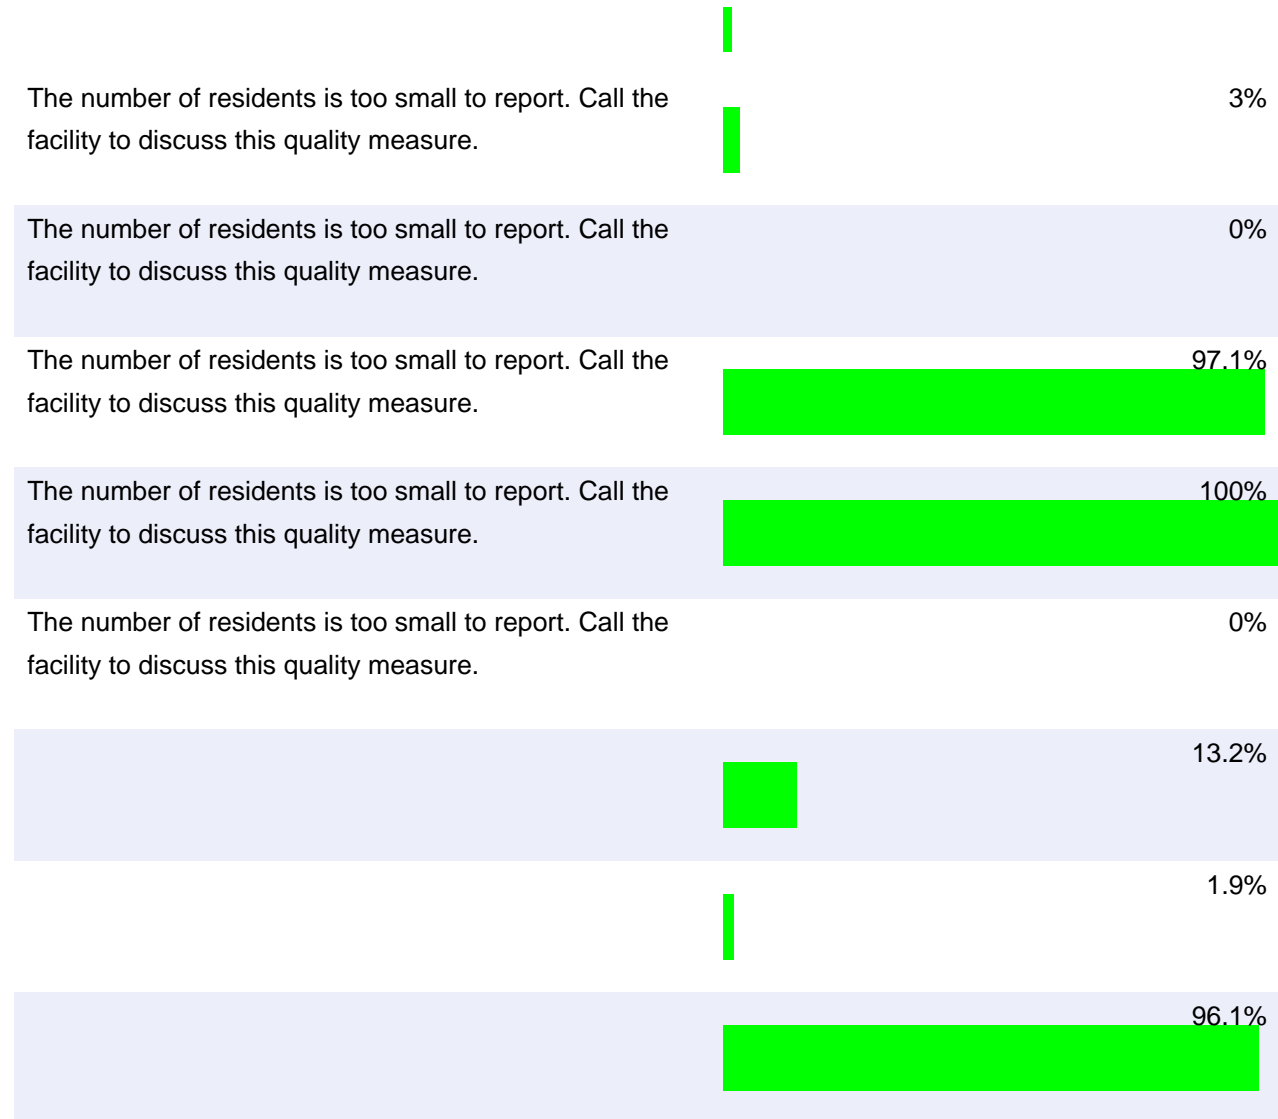 The number of residents is too small to report. Call the 3%
facility to discuss this quality measure.
The number of residents is too small to report. Call the 0%
facility to discuss this quality measure.
The number of residents is too small to report. Call the 97.1%
facility to discuss this quality measure.
The number of residents is too small to report. Call the 100%
facility to discuss this quality measure.
The number of residents is too small to report. Call the 0%
facility to discuss this quality measure.
13.2%
1.9%
96.1%